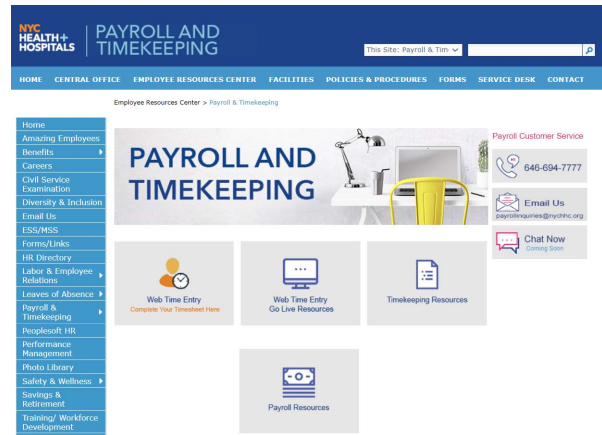 NYC
HEALTH+
HOSPITALS
PAYROLL AND
TIMEKEEPING
This Site: Payroll & Tim
HOME CENTRAL OFFICE EMPLOYEE RESOURCES CENTER FACILITIES POLICIES & PROCEDURES FORMS SERVICE DESK CONTACT
Employee Resources Center > Payroll & Timekeeping
Home
Amazing Employees
Benefits
Careers
Civil Service
Examination
Diversity & Inclusion
Email Us
ESS/MSS
Forms/Links
HR Directory
Labor & Employee
Relations
Leaves of Absence
Payroll &
Timekeeping
Peoplesoft HR
Performance
Management
Photo Library
Safety & Wellness
Savings &
Retirement
Training/ Workforce
Development
PAYROLL AND
TIMEKEEPING
Web Time Entry
Complete Your Timesheet Here
Web Time Entry
Go Live Resources
Timekeeping Resources
Payroll Resources
Payroll Customer Service
646-694-7777
Email Us
payrollinquiries@nychhc.org
Chat Now
Coming Soon